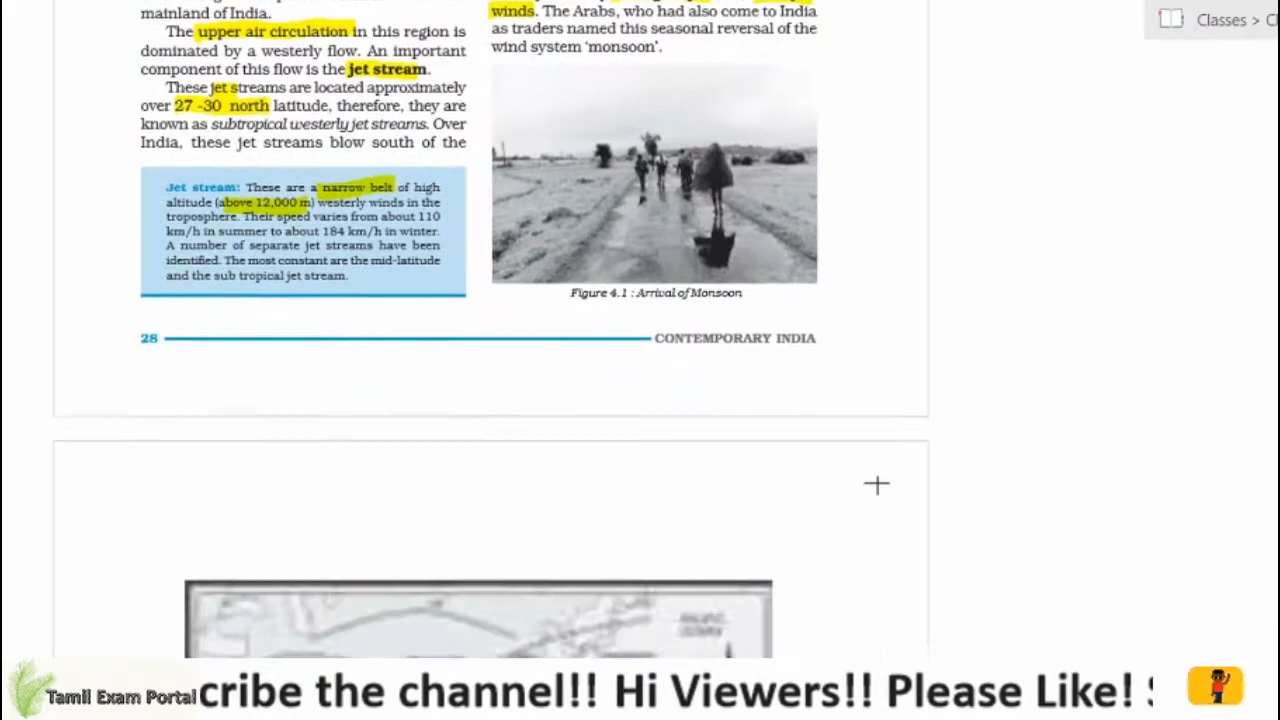 mainland of India.
The upper air circulation in this region is
dominated by a westerly flow. An important
component of this flow is the jet stream.
These jet streams are located approximately
over 27 -30 north latitude, therefore, they are
known as subtropical westerly jet streams. Over
India, these jet streams blow south of the
Jet stream: These are a narrow belt of high
altitude (above 12,000 m) westerly winds in the
troposphere. Their speed varies from about 110
km/h in summer to about 184 km/h in winter.
A number of separate jet streams have been
identified. The most constant are the mid-latitude
and the sub tropical jet stream.
winds. The Arabs, who had also come to India
as traders named this seasonal reversal of the
wind system 'monsoon'.
Figure 4.1 : Arrival of Monsoon
28
CONTEMPORARY INDIA
Classes > C
Tamil Exam Portal
cribe the channel!! Hi Viewers!! Please Like! S